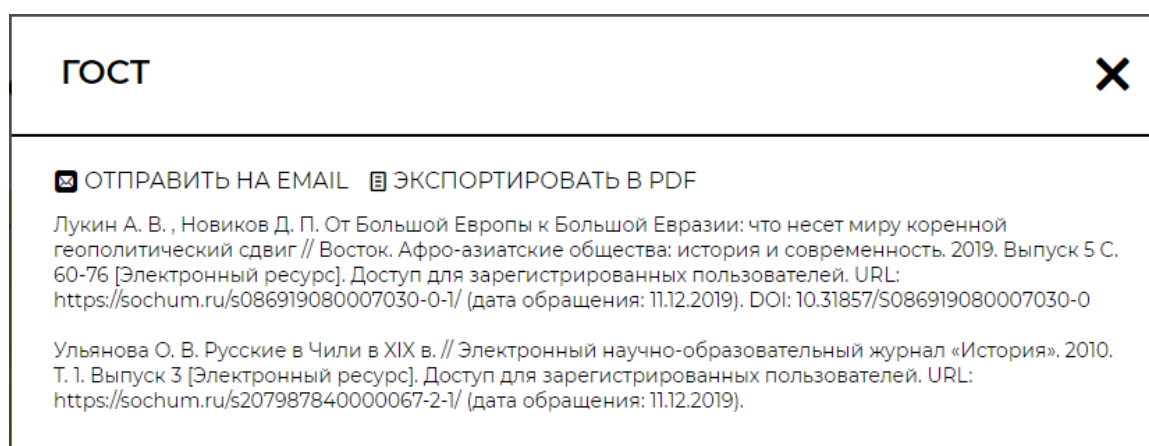 ГОСТ
ОТПРАВИТЬ НА EMAIL ЭКСПОРТИРОВАТЬ В PDF
Лукин А. В. , Новиков Д. П. От Большой Европы к Большой Евразии: что несет миру коренной
геополитический сдвиг // Восток. Афро-азиатские общества: история и современность. 2019. Выпуск 5 C.
60-76 [Электронный ресурс]. Доступ для зарегистрированных пользователей. URL:
https://sochum.ru/s086919080007030-0-1/ (дата обращения: 11.12.2019). DOI: 10.31857/S086919080007030-0
Ульянова О. В. Русские в Чили в XIX в. // Электронный научно-образовательный журнал «История». 2010.
T. 1. Выпуск 3 [Электронный ресурс]. Доступ для зарегистрированных пользователей. URL:
https://sochum.ru/s207987840000067-2-1/ (дата обращения: 11.12.2019).